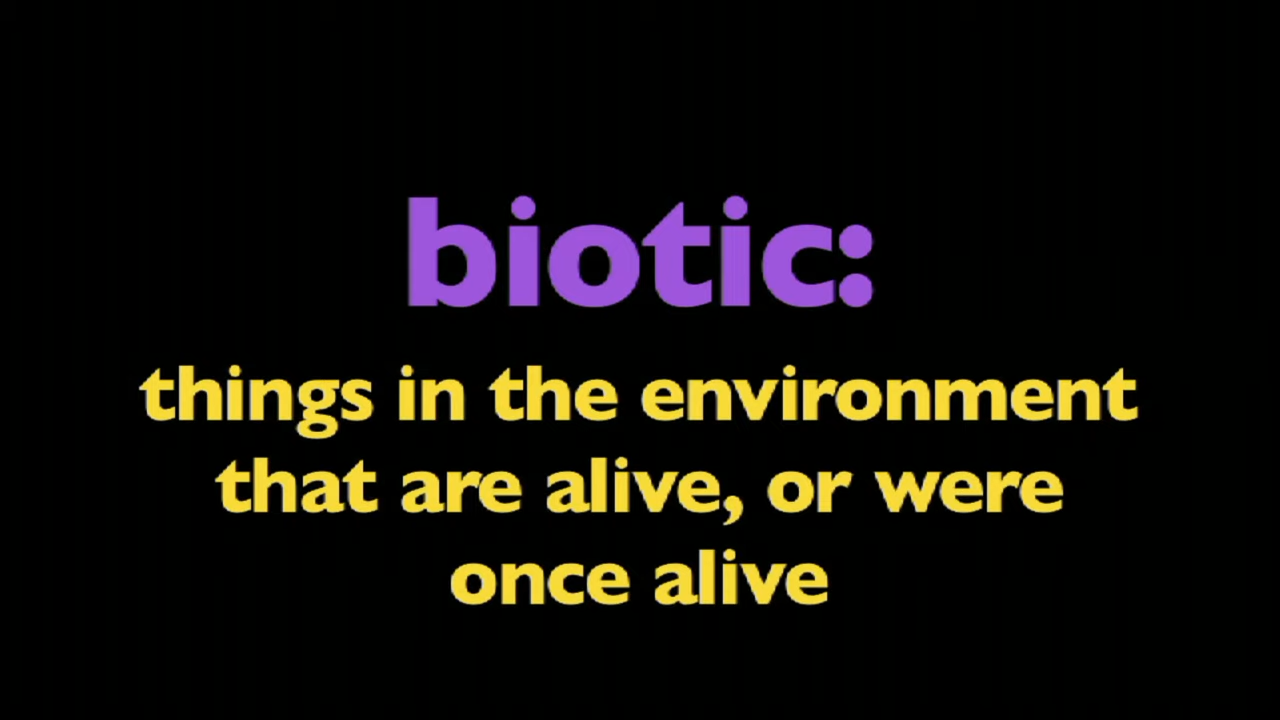 biotic:
things in the environment
that are alive, or were
once alive